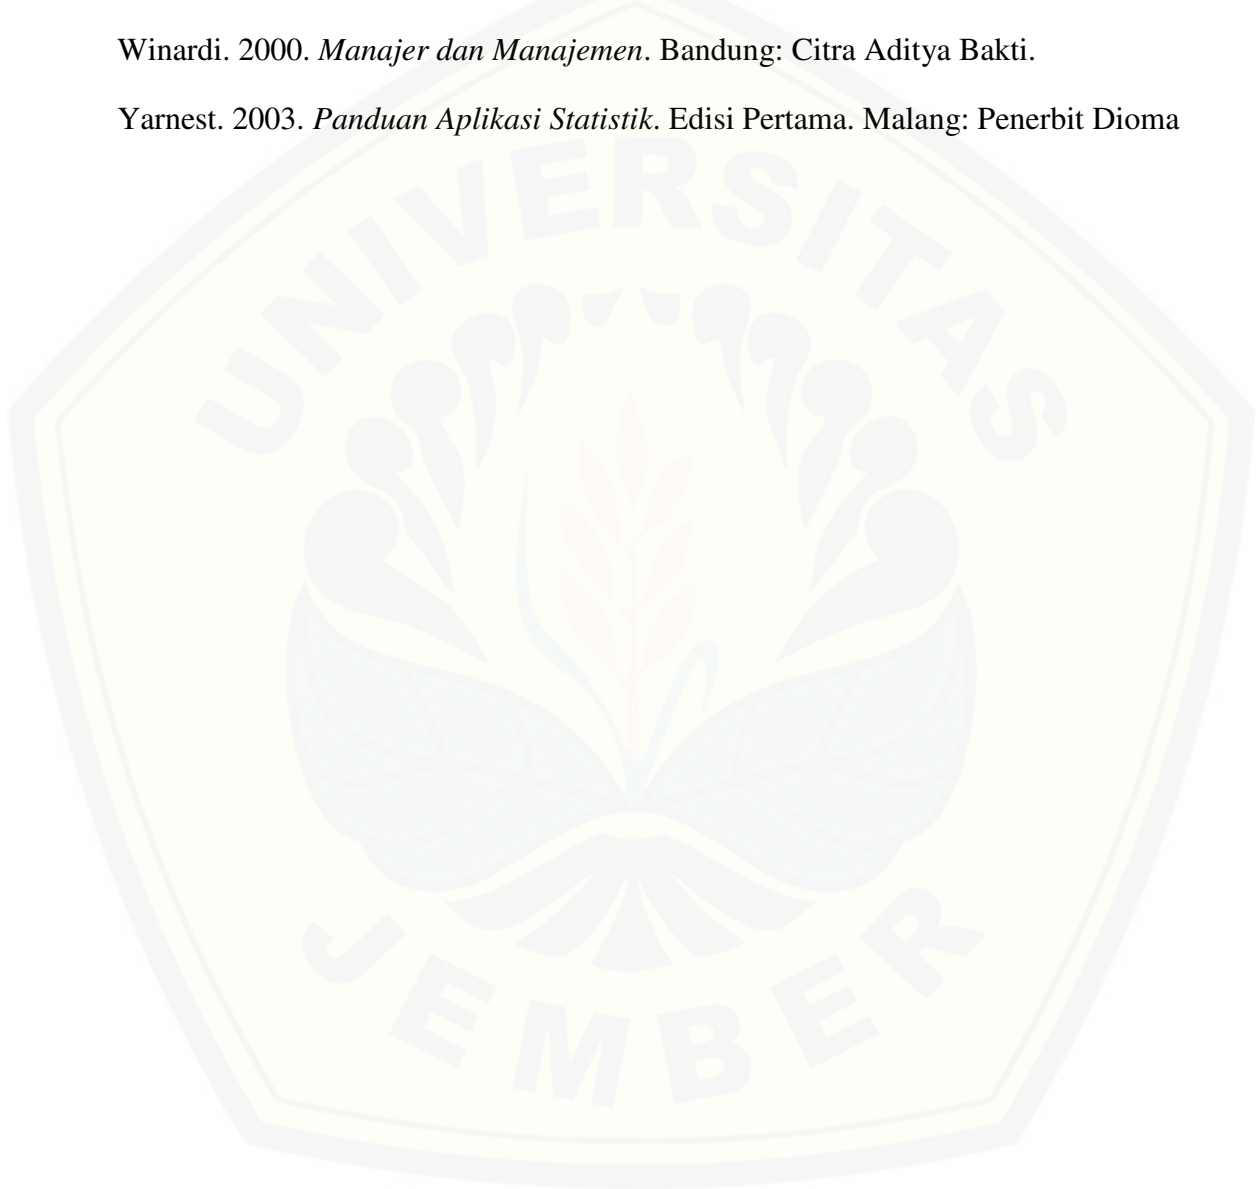 Winardi. 2000. Manajer dan Manajemen. Bandung: Citra Aditya Bakti.
Yarnest. 2003. Panduan Aplikasi Statistik. Edisi Pertama. Malang: Penerbit Dioma
UNIVERSITAS
JEMBER